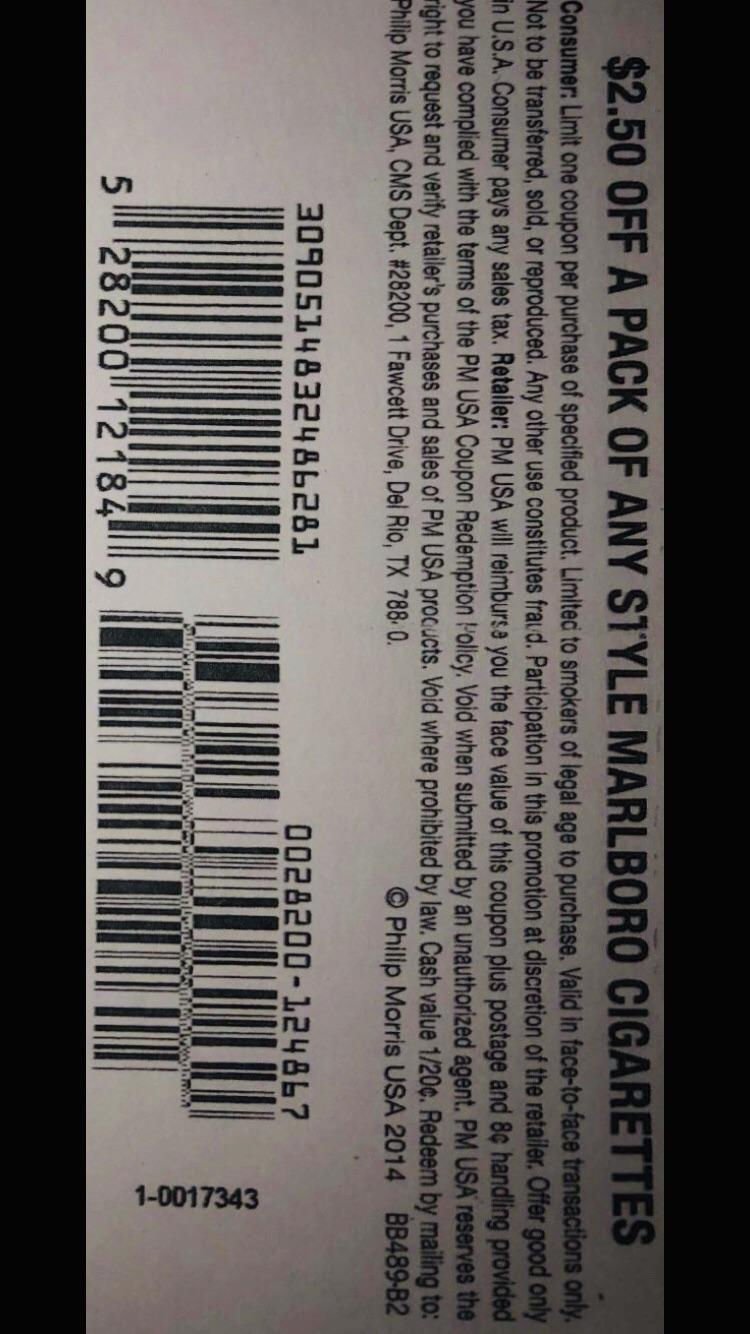 $2.50 OFF A PACK OF ANY STYLE MARLBORO CIGARETTES
Consumer: Limit one coupon per purchase of specified product. Limited to smokers of legal age to purchase. Valid in face-to-face transactions only.
Not to be transferred, sold, or reproduced. Any other use constitutes fraud. Participation in this promotion at discretion of the retailer. Offer good only
in U.S.A. Consumer pays any sales tax. Retailer: PM USA will reimburse you the face value of this coupon plus postage and 8¢ handling provided
you have complied with the terms of the PM USA Coupon Redemption Policy. Void when submitted by an unauthorized agent. PM USA reserves the
right to request and verify retailer's purchases and sales of PM USA products. Void where prohibited by law. Cash value 1/20¢. Redeem by mailing to:
Philip Morris USA, CMS Dept. #28200, 1 Fawcett Drive, Del Rio, TX
© Philip Morris USA 2014 BB489-B2
3090514832486281
0028200-124867
5 28200 12184 9
1-0017343